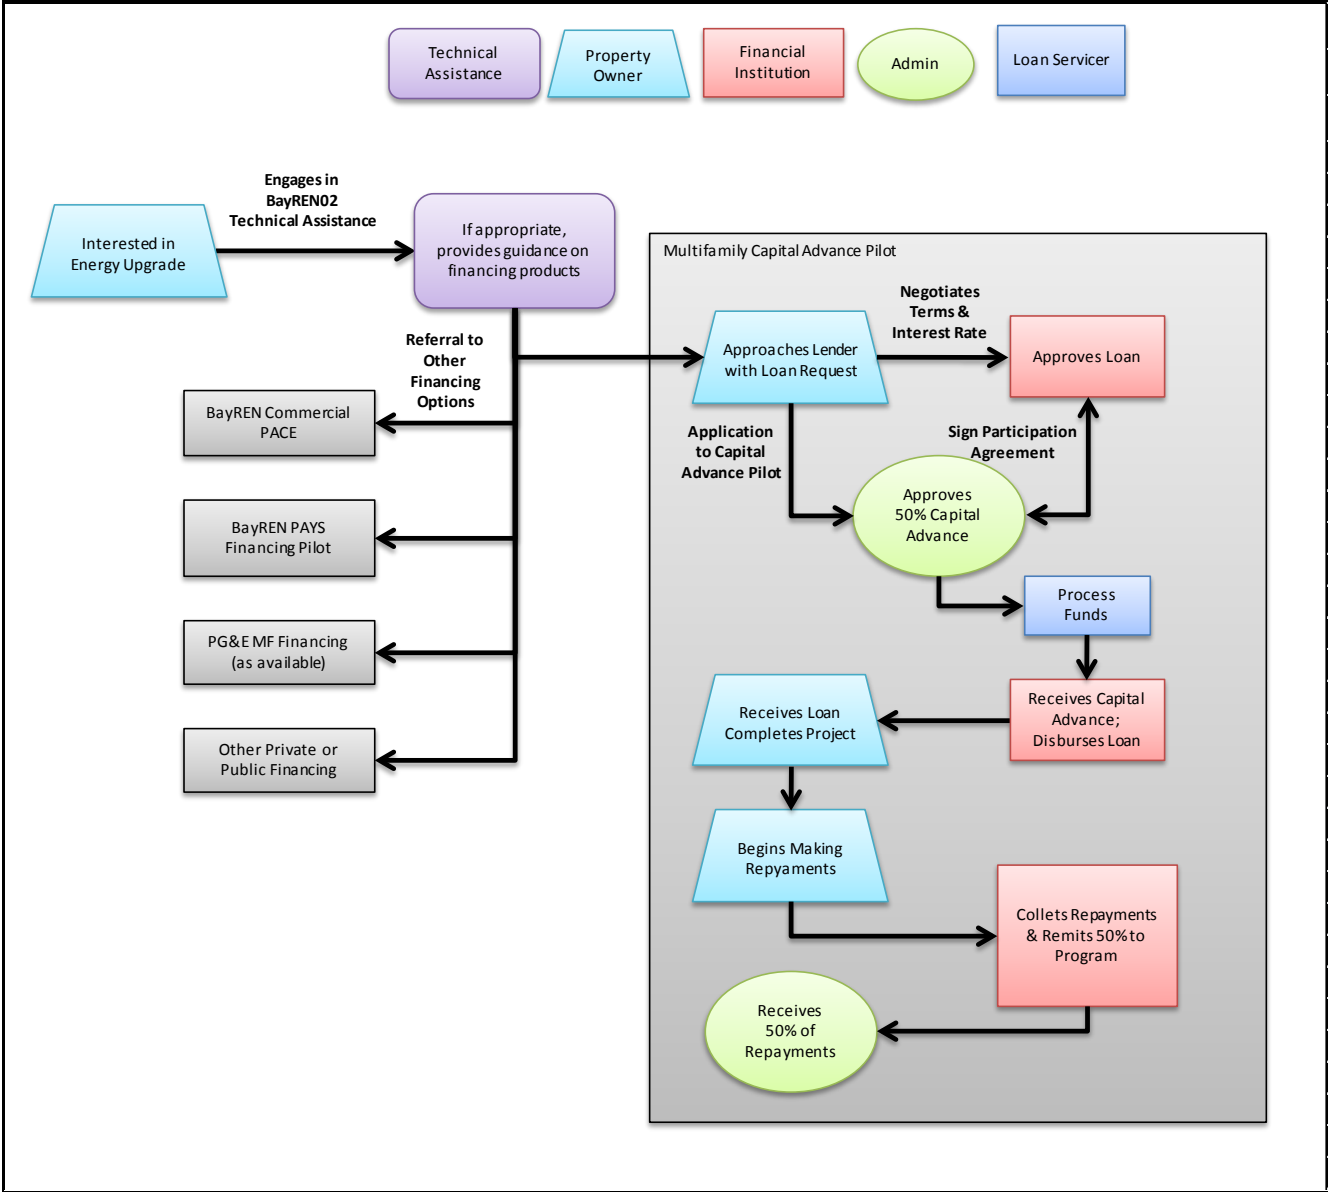 Technical
Assistance
Property
Owner
Financial
Institution
Admin
Loan Servicer
Engages in
BayREN02
Technical Assistance
Interested in
Energy Upgrade
If appropriate,
provides guidance on
financing products
Referral to
Other
Financing
Options
BayREN Commercial
PACE
BayREN PAYS
Financing Pilot
PG&E MF Financing
(as available)
Other Private or
Public Financing
Multifamily Capital Advance Pilot
Approaches Lender
with Loan Request
Negotiates
Terms &
Interest Rate
Approves Loan
Application
to Capital
Advance Pilot
Sign Participation
Agreement
Approves
50% Capital
Advance
Process
Funds
Receives Capital
Advance;
Disburses Loan
Receives Loan
Completes Project
Begins Making
Repyaments
Collets Repayments
& Remits 50% to
Program
Receives
50% of
Repayments